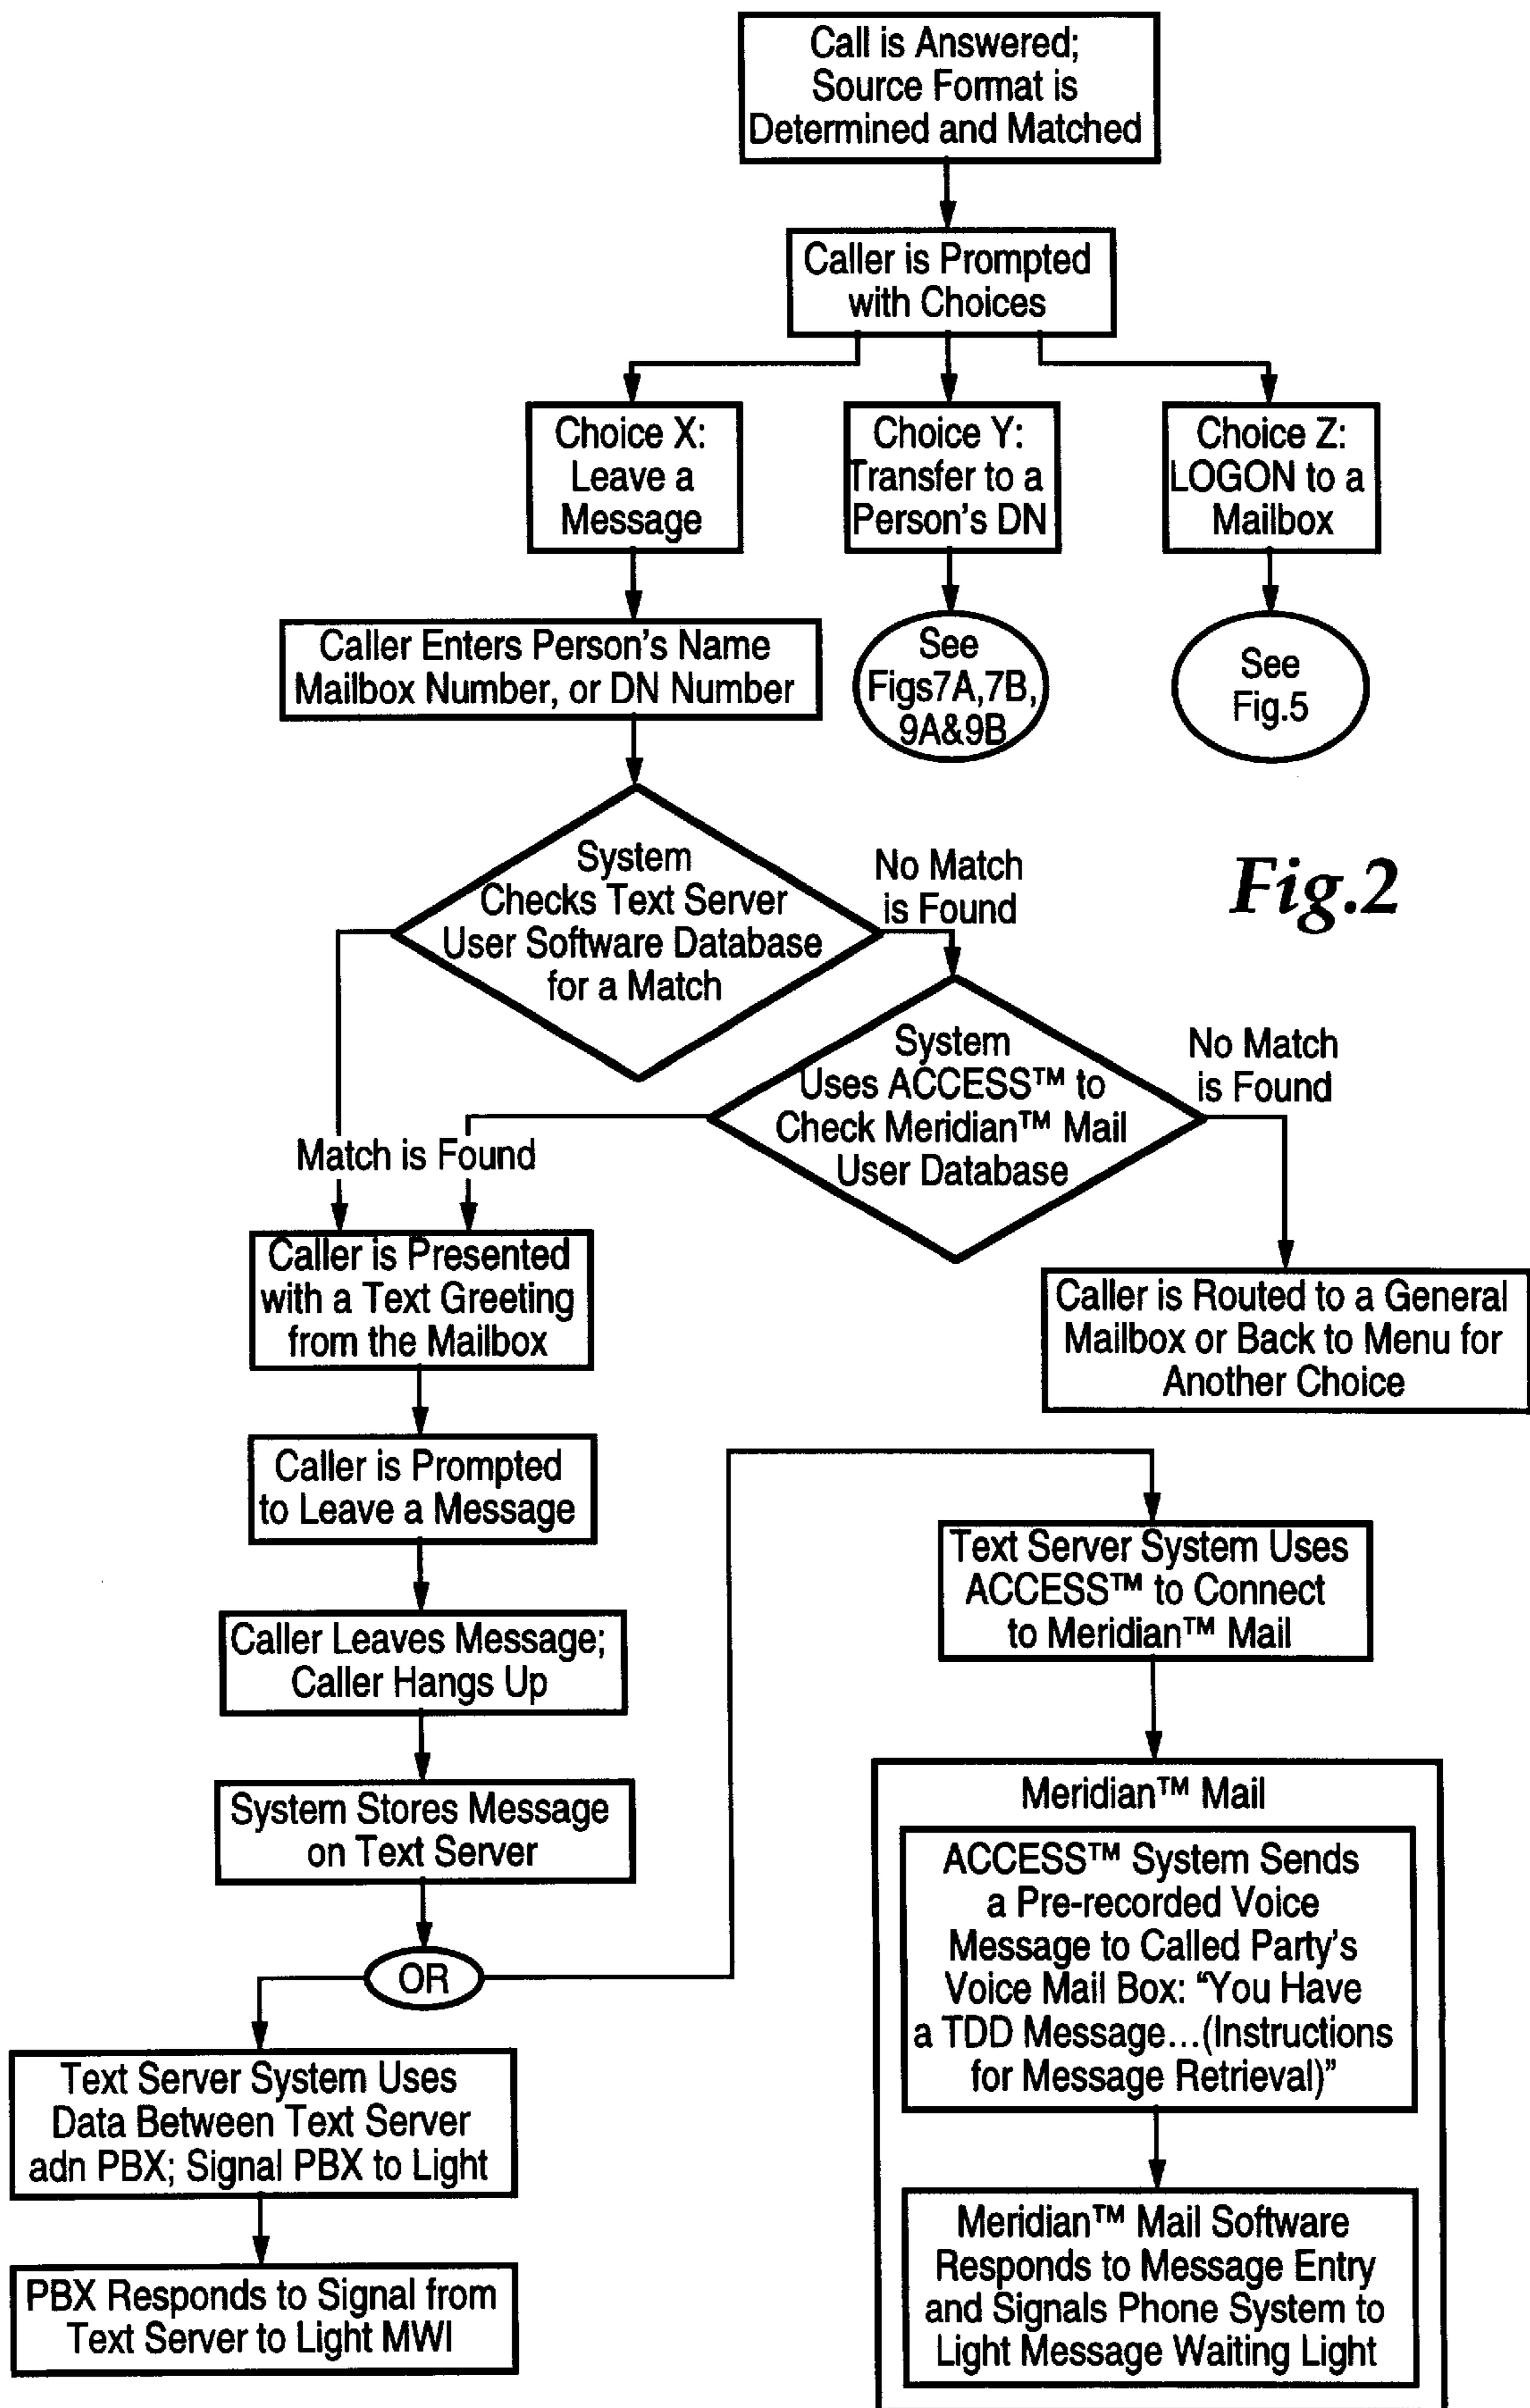 Call is Answered;
Source Format is
Determined and Matched
Caller is Prompted
with Choices
Choice X:
Leave a
Message
Choice Y:
Transfer to a
Person's DN
Choice Z:
LOGON to a
Mailbox
Caller Enters Person's Name
Mailbox Number, or DN Number
See
Figs7A,7B,
9A&9B
See
Fig.5
System
Checks Text Server
User Software Database
for a Match
No Match
is Found
Fig.2
System
Uses ACCESS™ to
Check Meridian™ Mail
User Database
No Match
is Found
Match is Found
Caller is Presented
with a Text Greeting
from the Mailbox
Caller is Routed to a General
Mailbox or Back to Menu for
Another Choice
Caller is Prompted
to Leave a Message
Caller Leaves Message;
Caller Hangs Up
System Stores Message
on Text Server
OR
Text Server System Uses
Data Between Text Server
adn PBX; Signal PBX to Light
PBX Responds to Signal from
Text Server to Light MWI
Text Server System Uses
ACCESS™ to Connect
to Meridian™ Mail
Meridian™ Mail
ACCESS™ System Sends
a Pre-recorded Voice
Message to Called Party's
Voice Mail Box: “You Have
a TDD Message...(Instructions
for Message Retrieval)”
Meridian™ Mail Software
Responds to Message Entry
and Signals Phone System to
Light Message Waiting Light